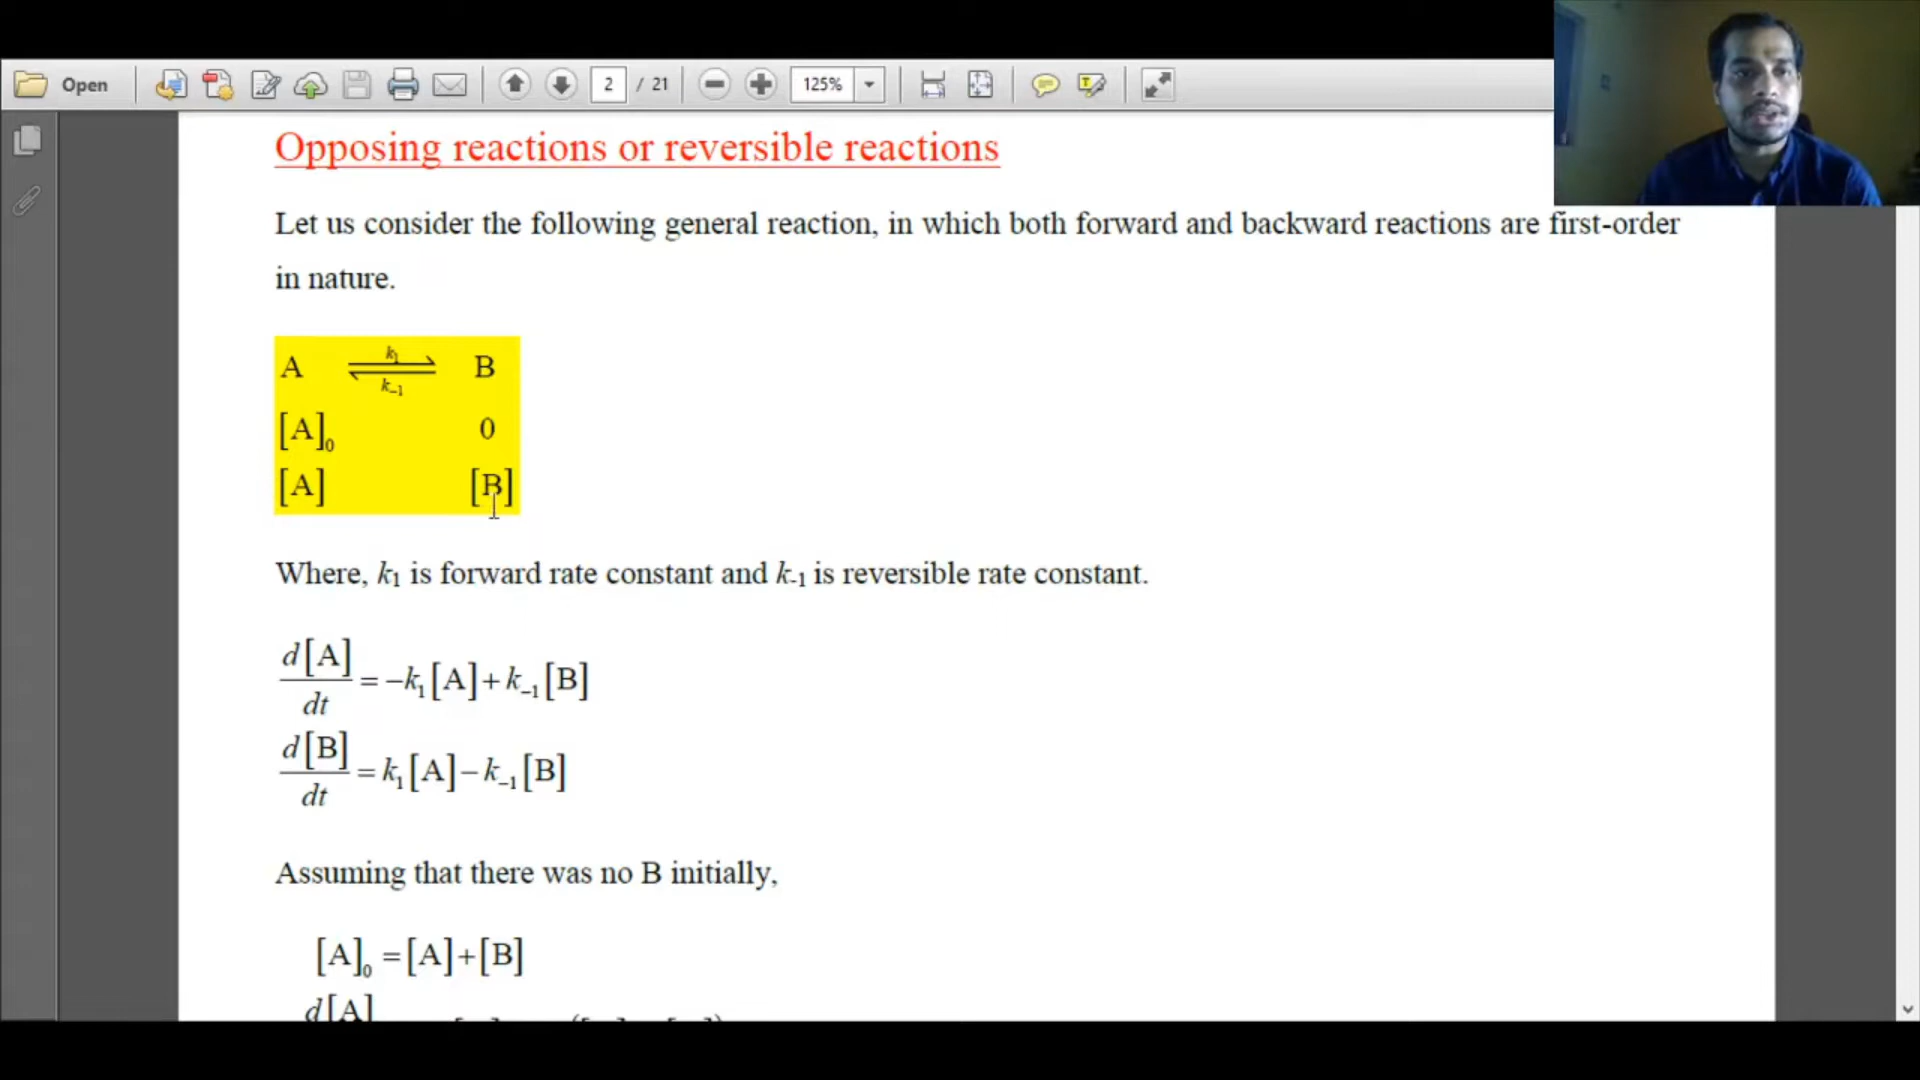 Open 2 / 21 125%
Opposing reactions or reversible reactions
Let us consider the following general reaction, in which both forward and backward reactions are first-order
in nature.
k₁
A ⇌ B
k₋₁
[A]₀ 0
[A] [B]
Where, k₁ is forward rate constant and k₋₁ is reversible rate constant.
d[A]/dt = −k₁[A] + k₋₁[B]
d[B]/dt = k₁[A] − k₋₁[B]
Assuming that there was no B initially,
[A]₀ = [A] + [B]
d[A]